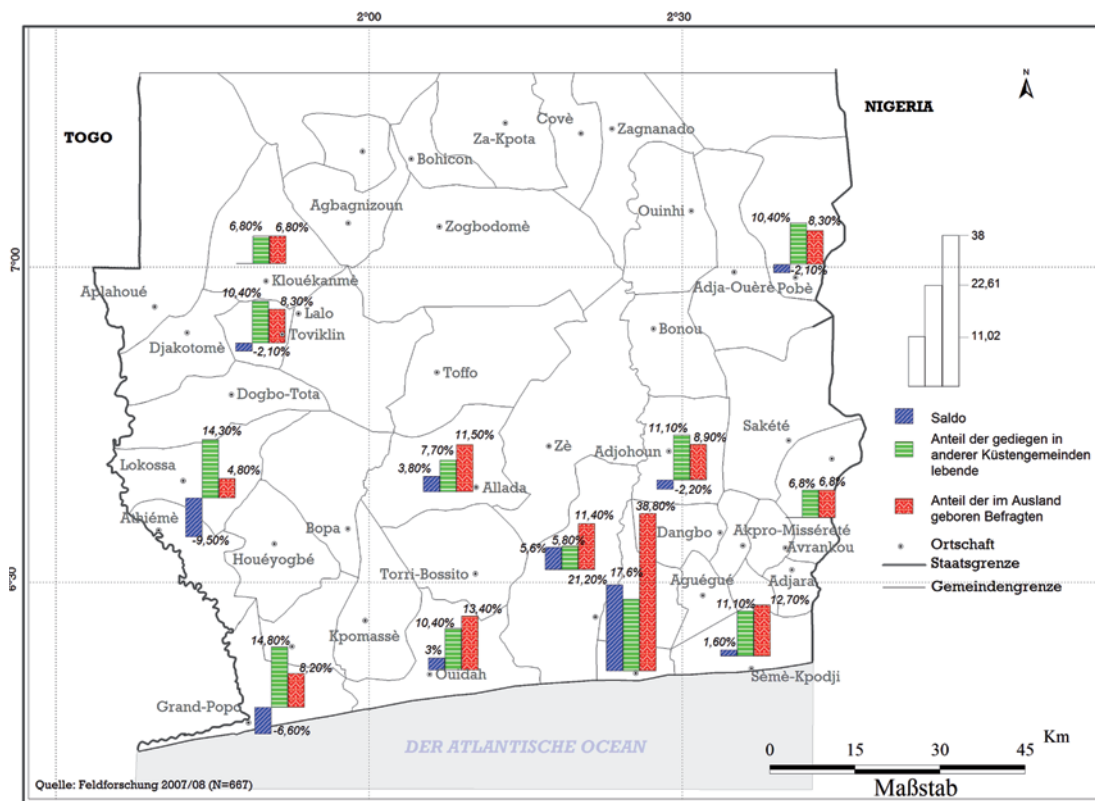 2°00
2°30
N
TOGO
NIGERIA
Covè
Za-Kpota
Zagnanado
Bohicon
Agbagnizoun
Zogbodomè
Ouinhi
10,40%
8,30%
-2,10%
6,80%
6,80%
7°00
7°00
Klouékanmè
Adja-Ouèrè
Pobè
Aplahoué
10,40%
8,30%
Lalo
Toviklin
-2,10%
Djakotomè
Bonou
Toffo
Dogbo-Tota
38
22,61
11,02
Saldo
Anteil der gediegen in
anderer Küstengemeinden
lebende
Anteil der im Ausland
geboren Befragten
Ortschaft
Staatsgrenze
Gemeindengrenze
14,30%
4,80%
-9,50%
Lokossa
Athiémè
7,70%
11,50%
3,80%
Allada
Zè
Adjohoun
11,10%
8,90%
-2,20%
Sakété
6,8%
6,8%
Bopa
Houéyogbé
11,40%
5,80%
5,6%
38,80%
17,6%
21,20%
Dangbo
Akpro-Misséreté
Avrankou
Adjara
Aguégué
Torri-Bossito
6°30
6°30
Kpomassè
13,40%
10,40%
3%
Ouidah
11,10%
12,70%
1,60%
Sèmè-Kpodji
14,80%
8,20%
-6,60%
Grand-Popo
DER ATLANTISCHE OCEAN
Km
0 15 30 45
Maßstab
Quelle: Feldforschung 2007/08 (N=667)